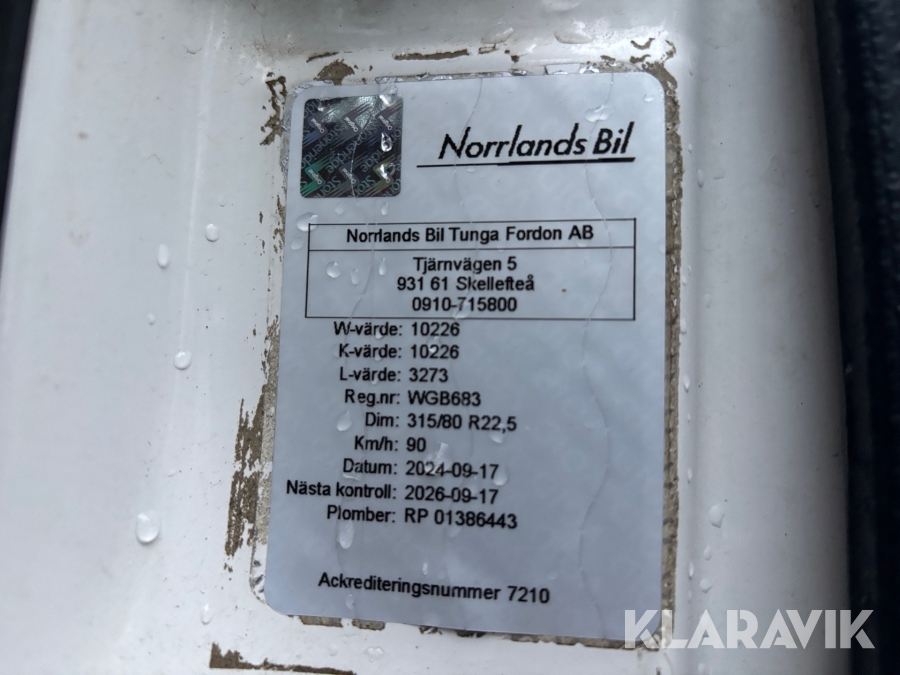 Norrlands Bil
Norrlands Bil Tunga Fordon AB
Tjärnvägen 5
931 61 Skellefteå
0910-715800
W-värde: 10226
K-värde: 10226
L-värde: 3273
Reg.nr: WGB683
Dim: 315/80 R22,5
Km/h: 90
Datum: 2024-09-17
Nästa kontroll: 2026-09-17
Plomber: RP 01386443
Ackrediteringsnummer 7210
KLARAVIK